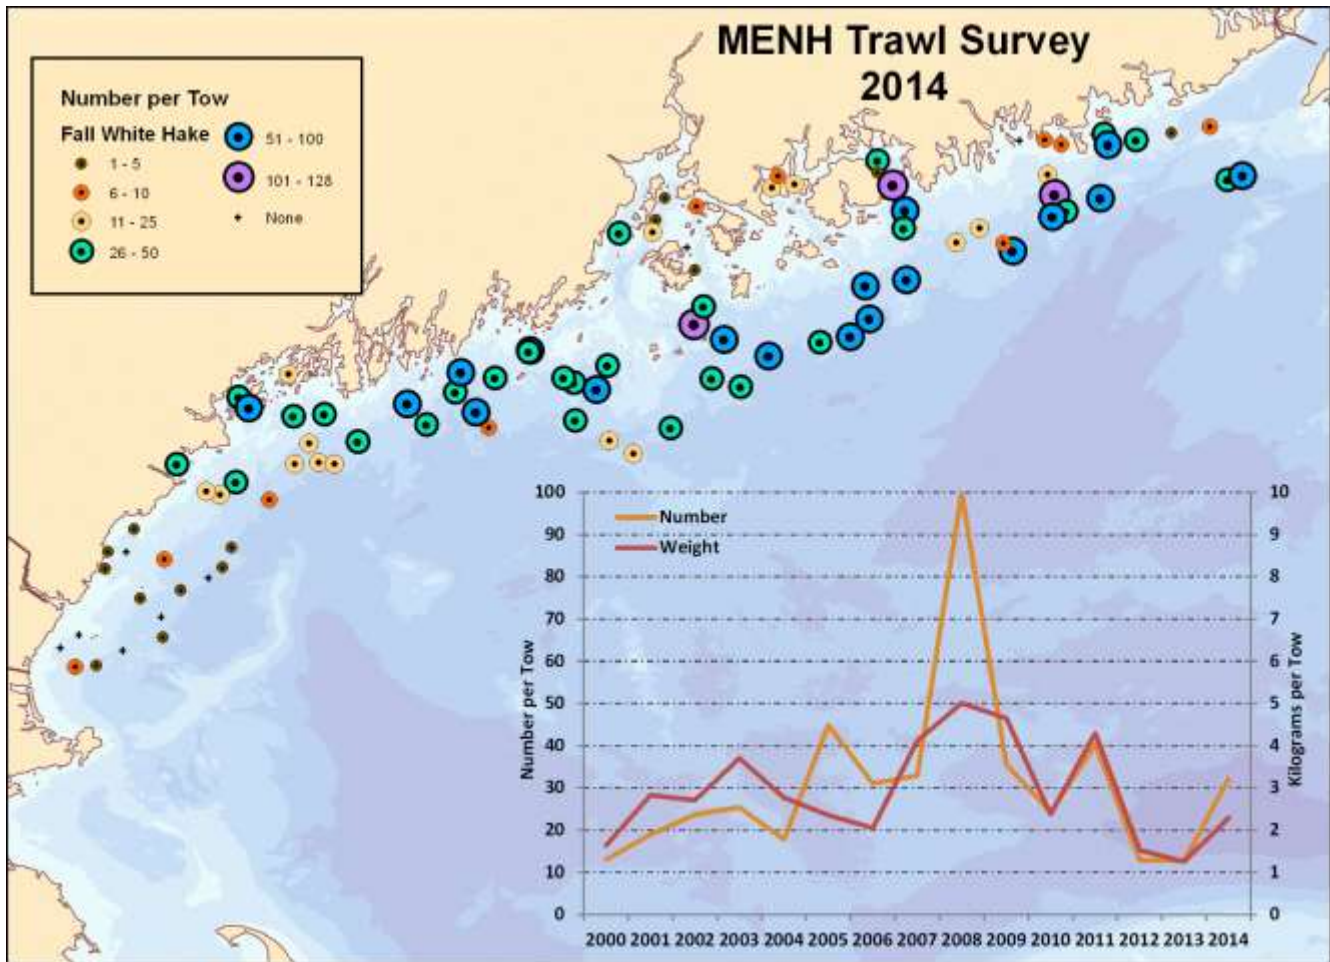 MENH Trawl Survey
2014
Number per Tow
Fall White Hake
1 - 5
6 - 10
11 - 25
26 - 50
51 - 100
101 - 128
None
Number
Weight
Number per Tow
100
90
80
70
60
50
40
30
20
10
0
Kilograms per Tow
10
9
8
7
6
5
4
3
2
1
0
2000 2001 2002 2003 2004 2005 2006 2007 2008 2009 2010 2011 2012 2013 2014